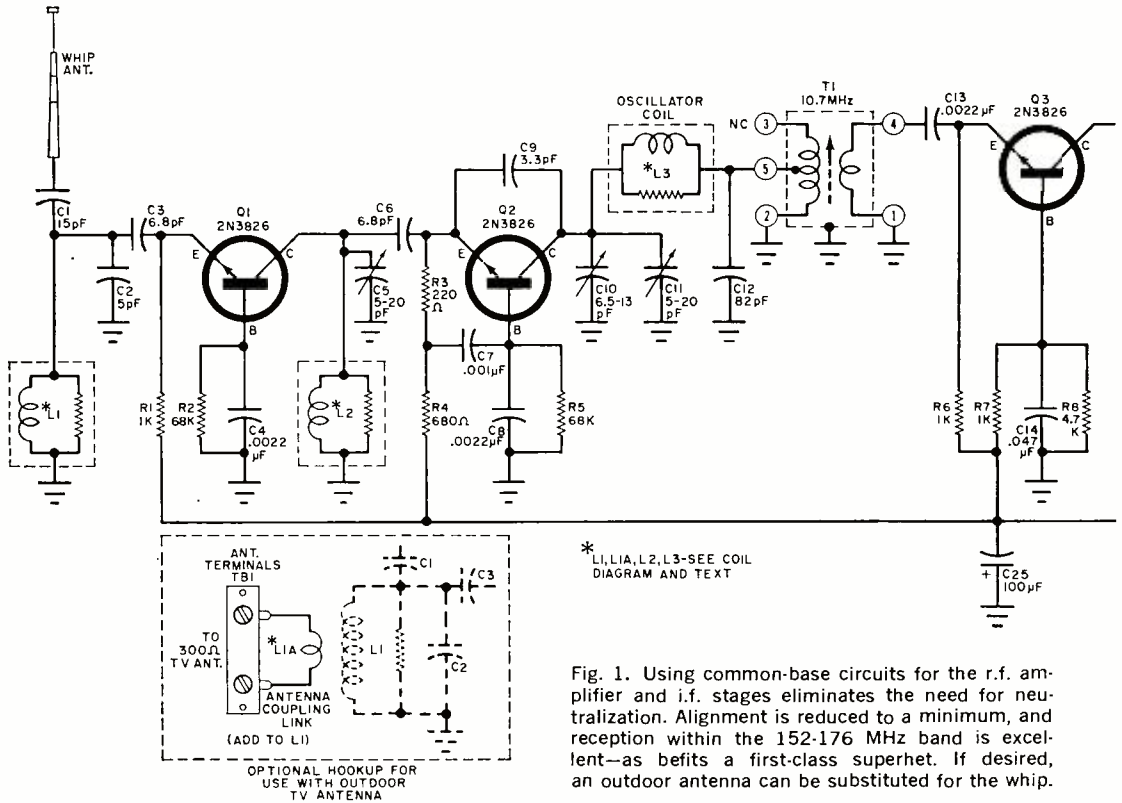 WHIP
ANT.
C1
15pF
C3
6.8pF
C2
5pF
*L1
Q1
2N3826
E
C
B
R1
1K
R2
68K
C4
.0022
µF
C6
6.8pF
C5
5-20
pF
*L2
C9
3.3pF
Q2
2N3826
E
C
B
R3
220
Ω
C7
.001µF
R4
680Ω
C8
.0022µF
R5
68K
OSCILLATOR
COIL
*L3
C10
6.5-13
pF
C11
5-20
pF
C12
82pF
T1
10.7MHz
NC
3
5
2
4
1
C13
.0022µF
Q3
2N3826
E
C
B
R6
1K
R7
1K
C14
.047
µF
R8
4.7
K
C25
+
100µF
*L1, L1A, L2, L3-SEE COIL
DIAGRAM AND TEXT
ANT.
TERMINALS
TB1
TO
300Ω
TV ANT.
*L1A
ANTENNA
COUPLING
LINK
(ADD TO L1)
L1
C1
C3
C2
OPTIONAL HOOKUP FOR
USE WITH OUTDOOR
TV ANTENNA
Fig. 1. Using common-base circuits for the r.f. am-
plifier and i.f. stages eliminates the need for neu-
tralization. Alignment is reduced to a minimum, and
reception within the 152-176 MHz band is excel-
lent—as befits a first-class superhet. If desired,
an outdoor antenna can be substituted for the whip.